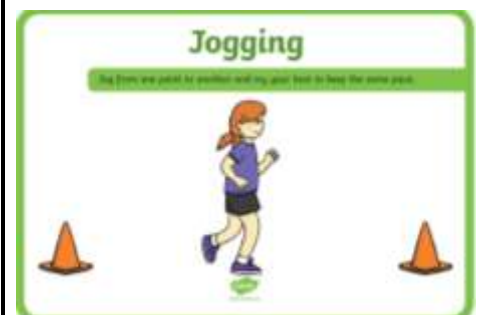 Jogging
Jog from one point to another and try your best to keep the same pace.